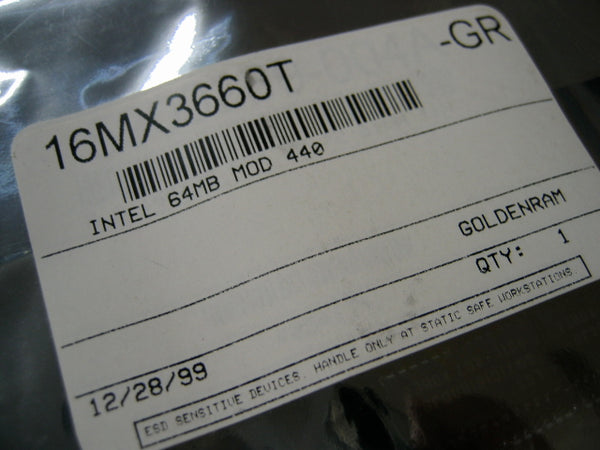 16MX3660T -GR
INTEL 64MB MOD 440
GOLDENRAM
QTY: 1
12/28/99
ESD SENSITIVE DEVICES. HANDLE ONLY AT STATIC SAFE WORKSTATIONS.